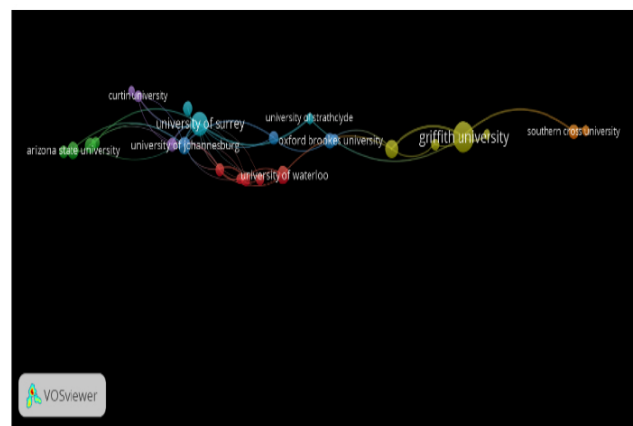 curtin university
university of strathclyde
university of surrey
southern cross university
griffith university
oxford brookes university
university of johannesburg
arizona state university
university of waterloo
VOSviewer